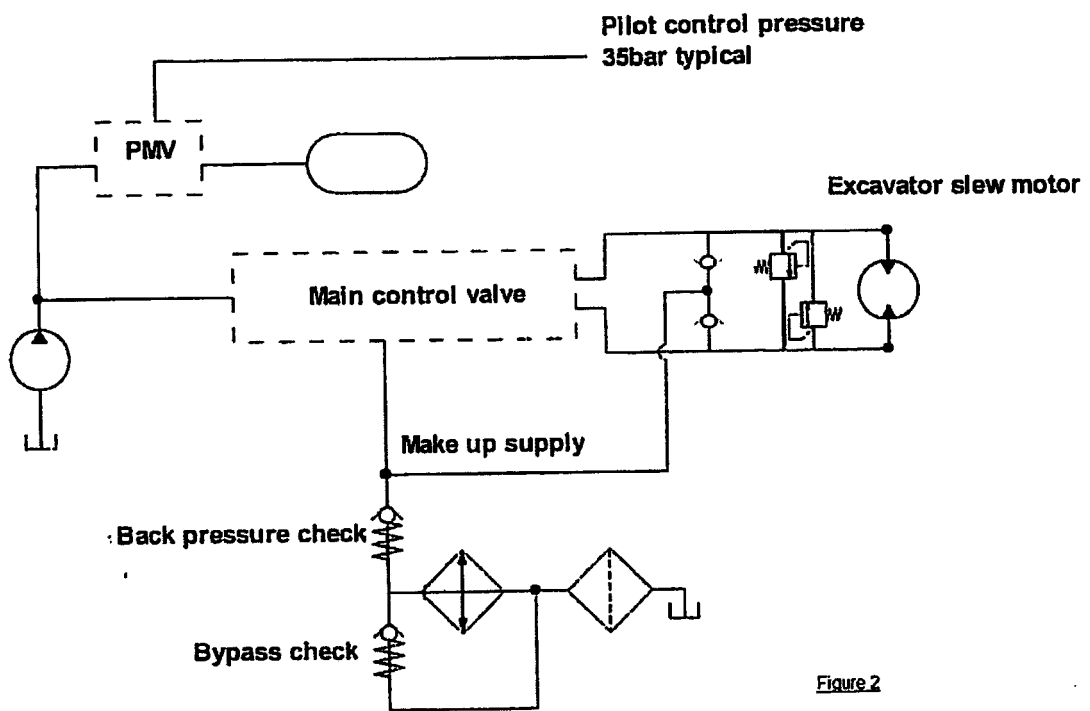 Pilot control pressure
35bar typical
PMV
Excavator slew motor
Main control valve
Make up supply
Back pressure check
Bypass check
Figure 2